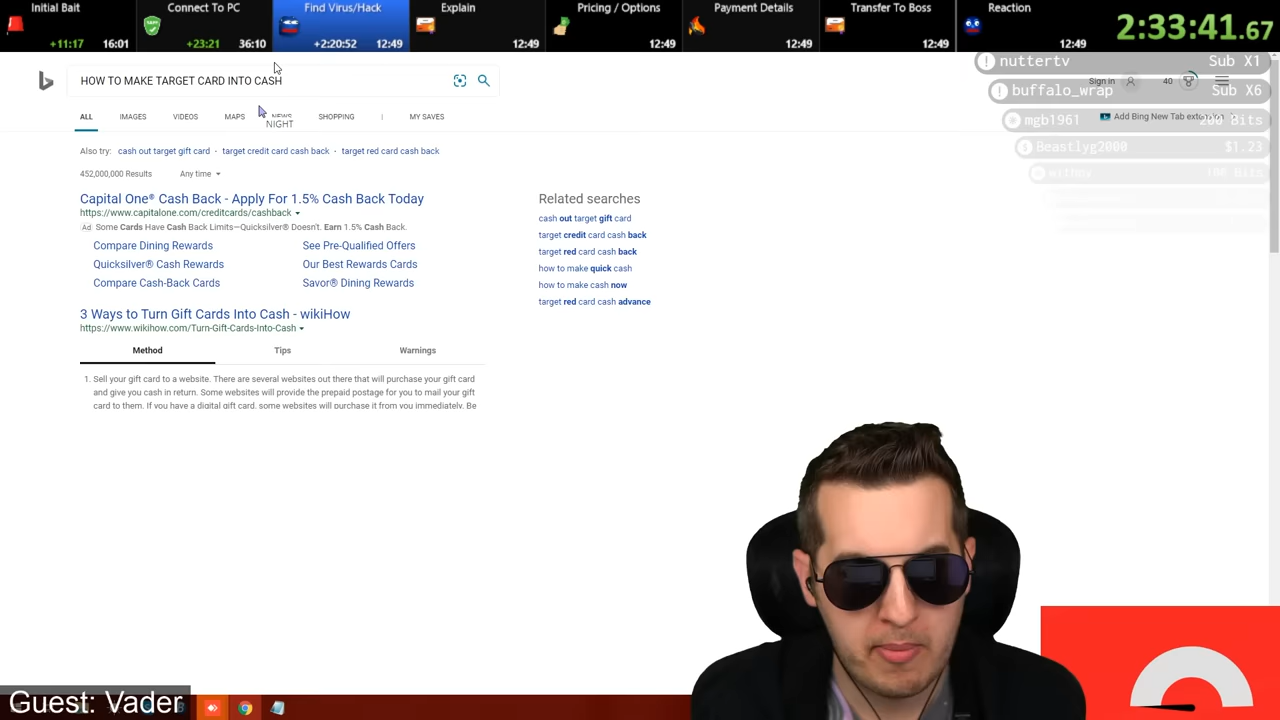 Initial Bait
+11:17 16:01
Connect To PC
+23:21 36:10
Find Virus/Hack
+2:20:52 12:49
Explain
12:49
Pricing / Options
12:49
Payment Details
12:49
Transfer To Boss
12:49
Reaction
12:49
2:33:41.67
HOW TO MAKE TARGET CARD INTO CASH
nuttertv Sub X1
Sign in 40
buffalo_wrap Sub X6
ALL IMAGES VIDEOS MAPS NEWS SHOPPING | MY SAVES
NIGHT
mgb1961 200 Bits
Add Bing New Tab extension
Beastlyg2000 $1.23
Also try: cash out target gift card · target credit card cash back · target red card cash back
452,000,000 Results Any time
Capital One® Cash Back - Apply For 1.5% Cash Back Today
https://www.capitalone.com/creditcards/cashback
Ad Some Cards Have Cash Back Limits—Quicksilver® Doesn't. Earn 1.5% Cash Back.
Compare Dining Rewards See Pre-Qualified Offers
Quicksilver® Cash Rewards Our Best Rewards Cards
Compare Cash-Back Cards Savor® Dining Rewards
3 Ways to Turn Gift Cards Into Cash - wikiHow
https://www.wikihow.com/Turn-Gift-Cards-Into-Cash
Method Tips Warnings
1. Sell your gift card to a website. There are several websites out there that will purchase your gift card
and give you cash in return. Some websites will provide the prepaid postage for you to mail your gift
card to them. If you have a digital gift card, some websites will purchase it from you immediately. Be
Related searches
cash out target gift card
target credit card cash back
target red card cash back
how to make quick cash
how to make cash now
target red card cash advance
Guest: Vader